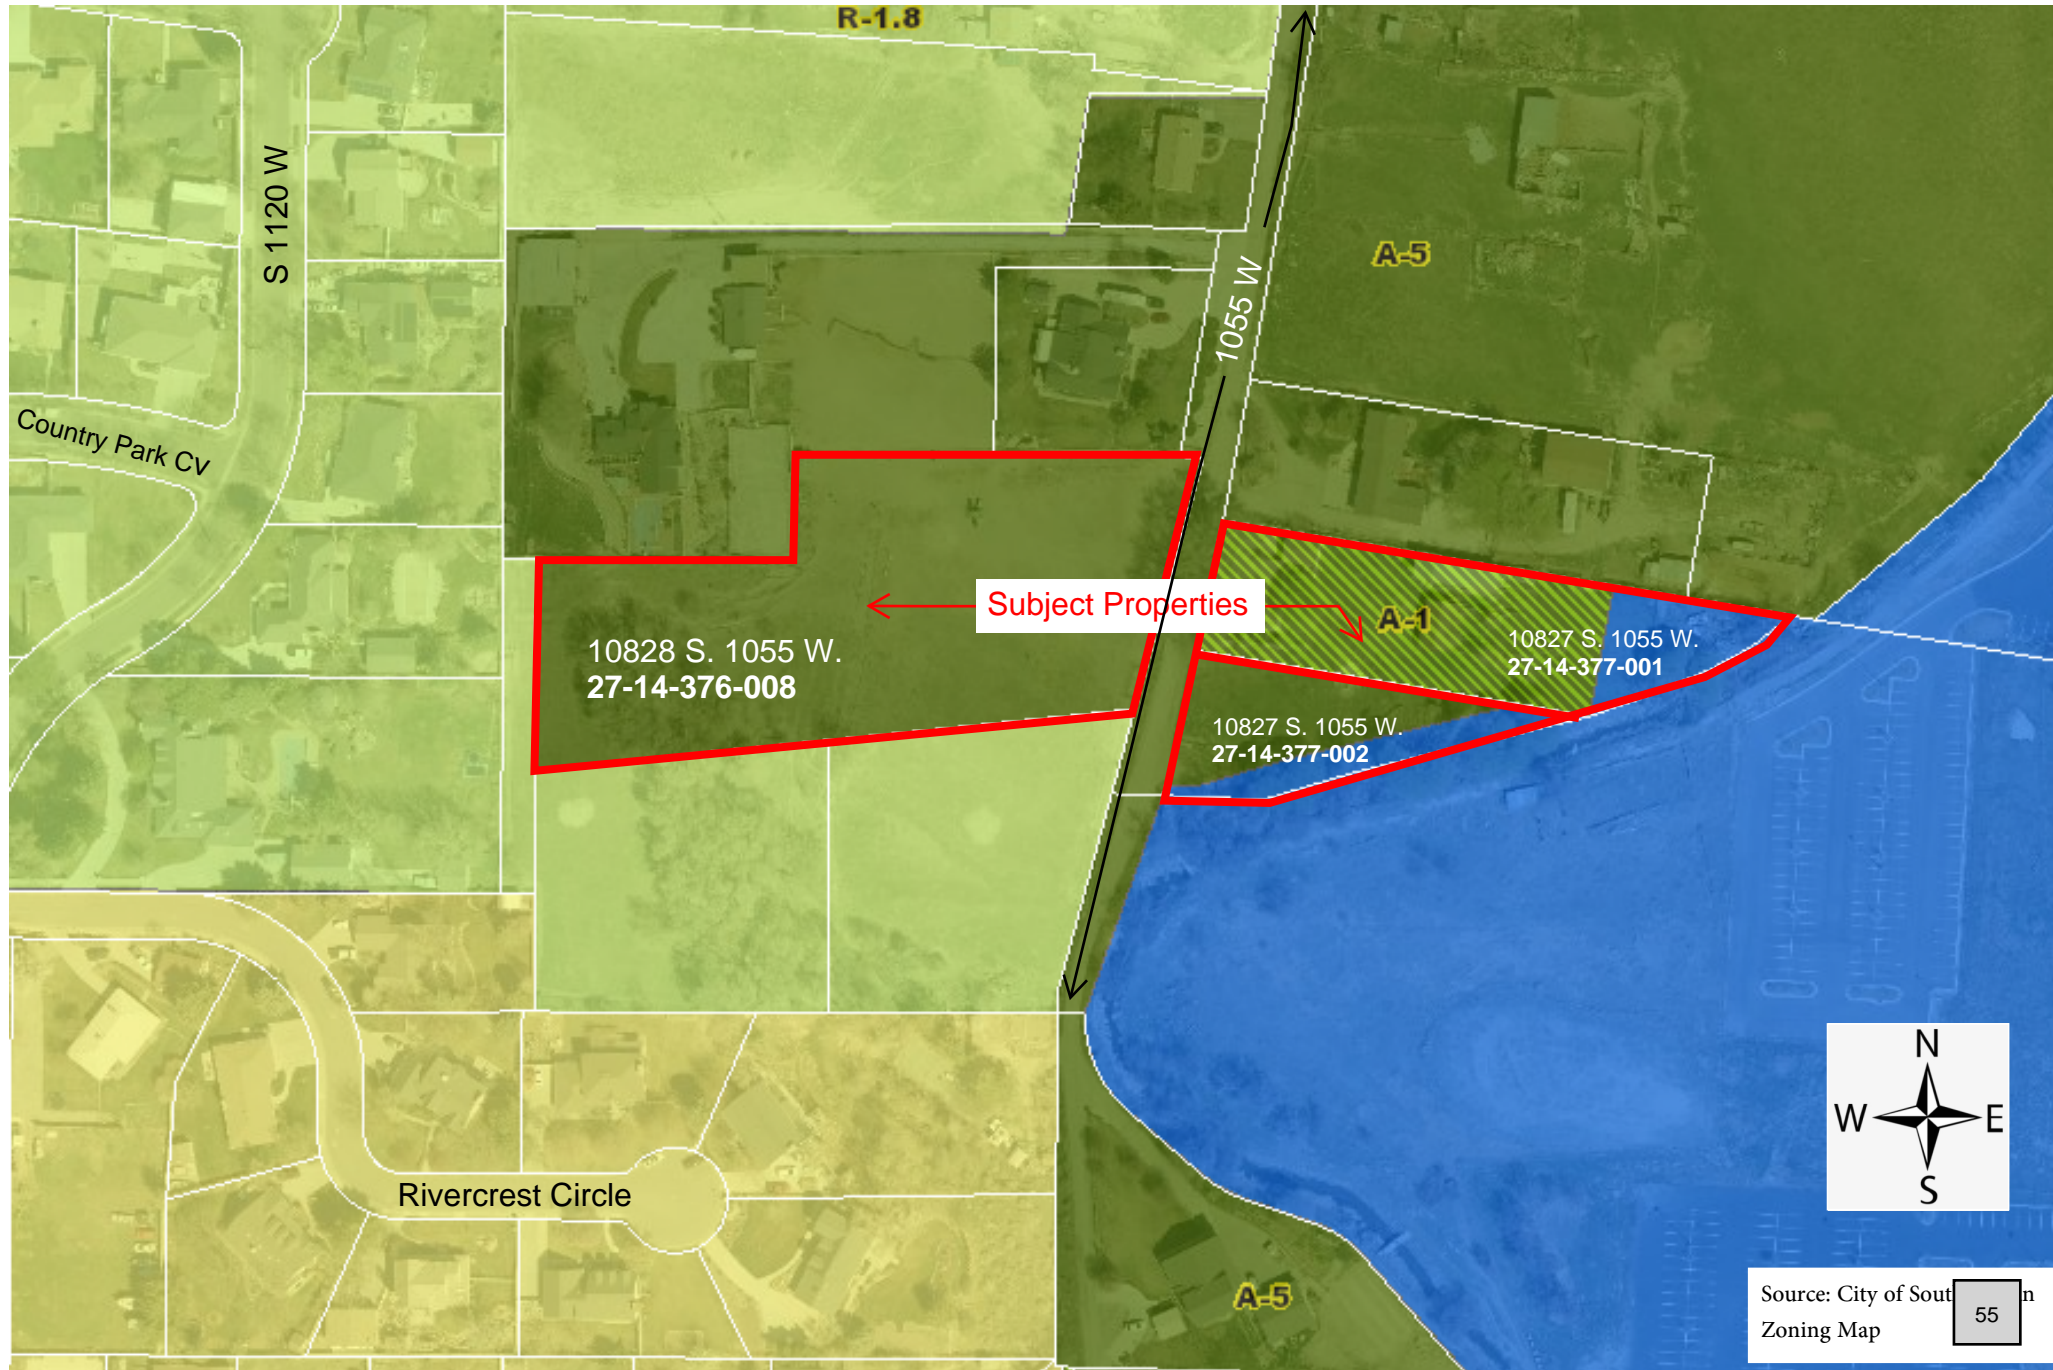 R-1.8
S 1120 W
A-5
1055 W
Country Park CV
Subject Properties
A-1
10828 S. 1055 W.
27-14-376-008
10827 S. 1055 W.
27-14-377-001
10827 S. 1055 W.
27-14-377-002
N
W E
S
Rivercrest Circle
A-5
Source: City of
Zoning Map
55